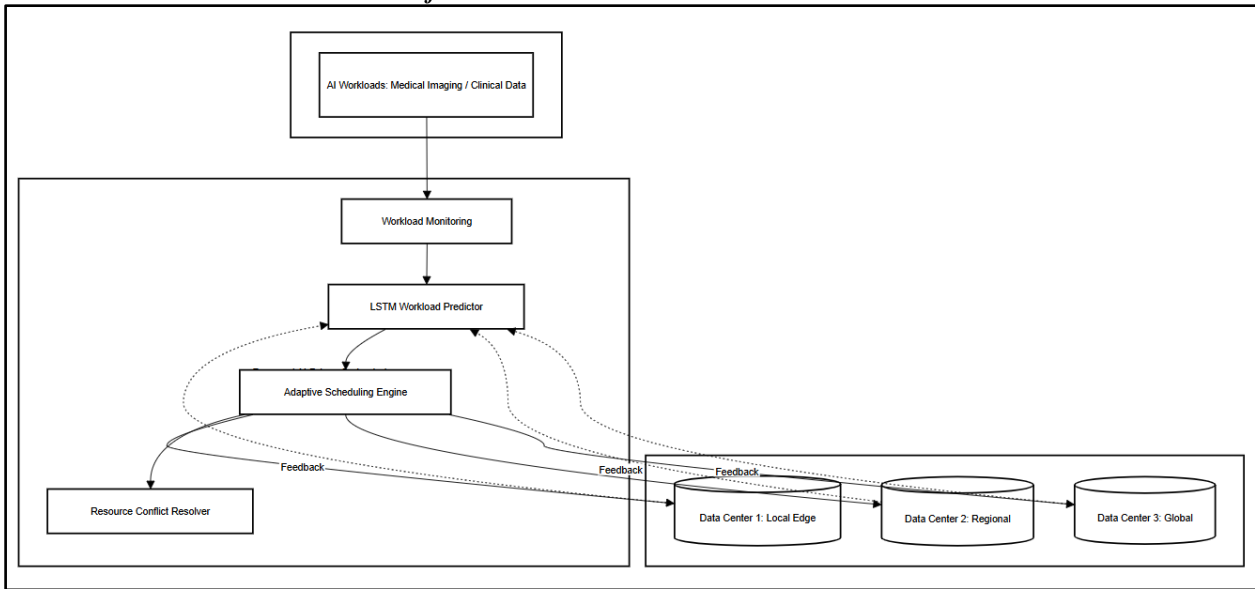 AI Workloads: Medical Imaging / Clinical Data
Workload Monitoring
LSTM Workload Predictor
Adaptive Scheduling Engine
Feedback
Feedback
Feedback
Resource Conflict Resolver
Data Center 1: Local Edge
Data Center 2: Regional
Data Center 3: Global